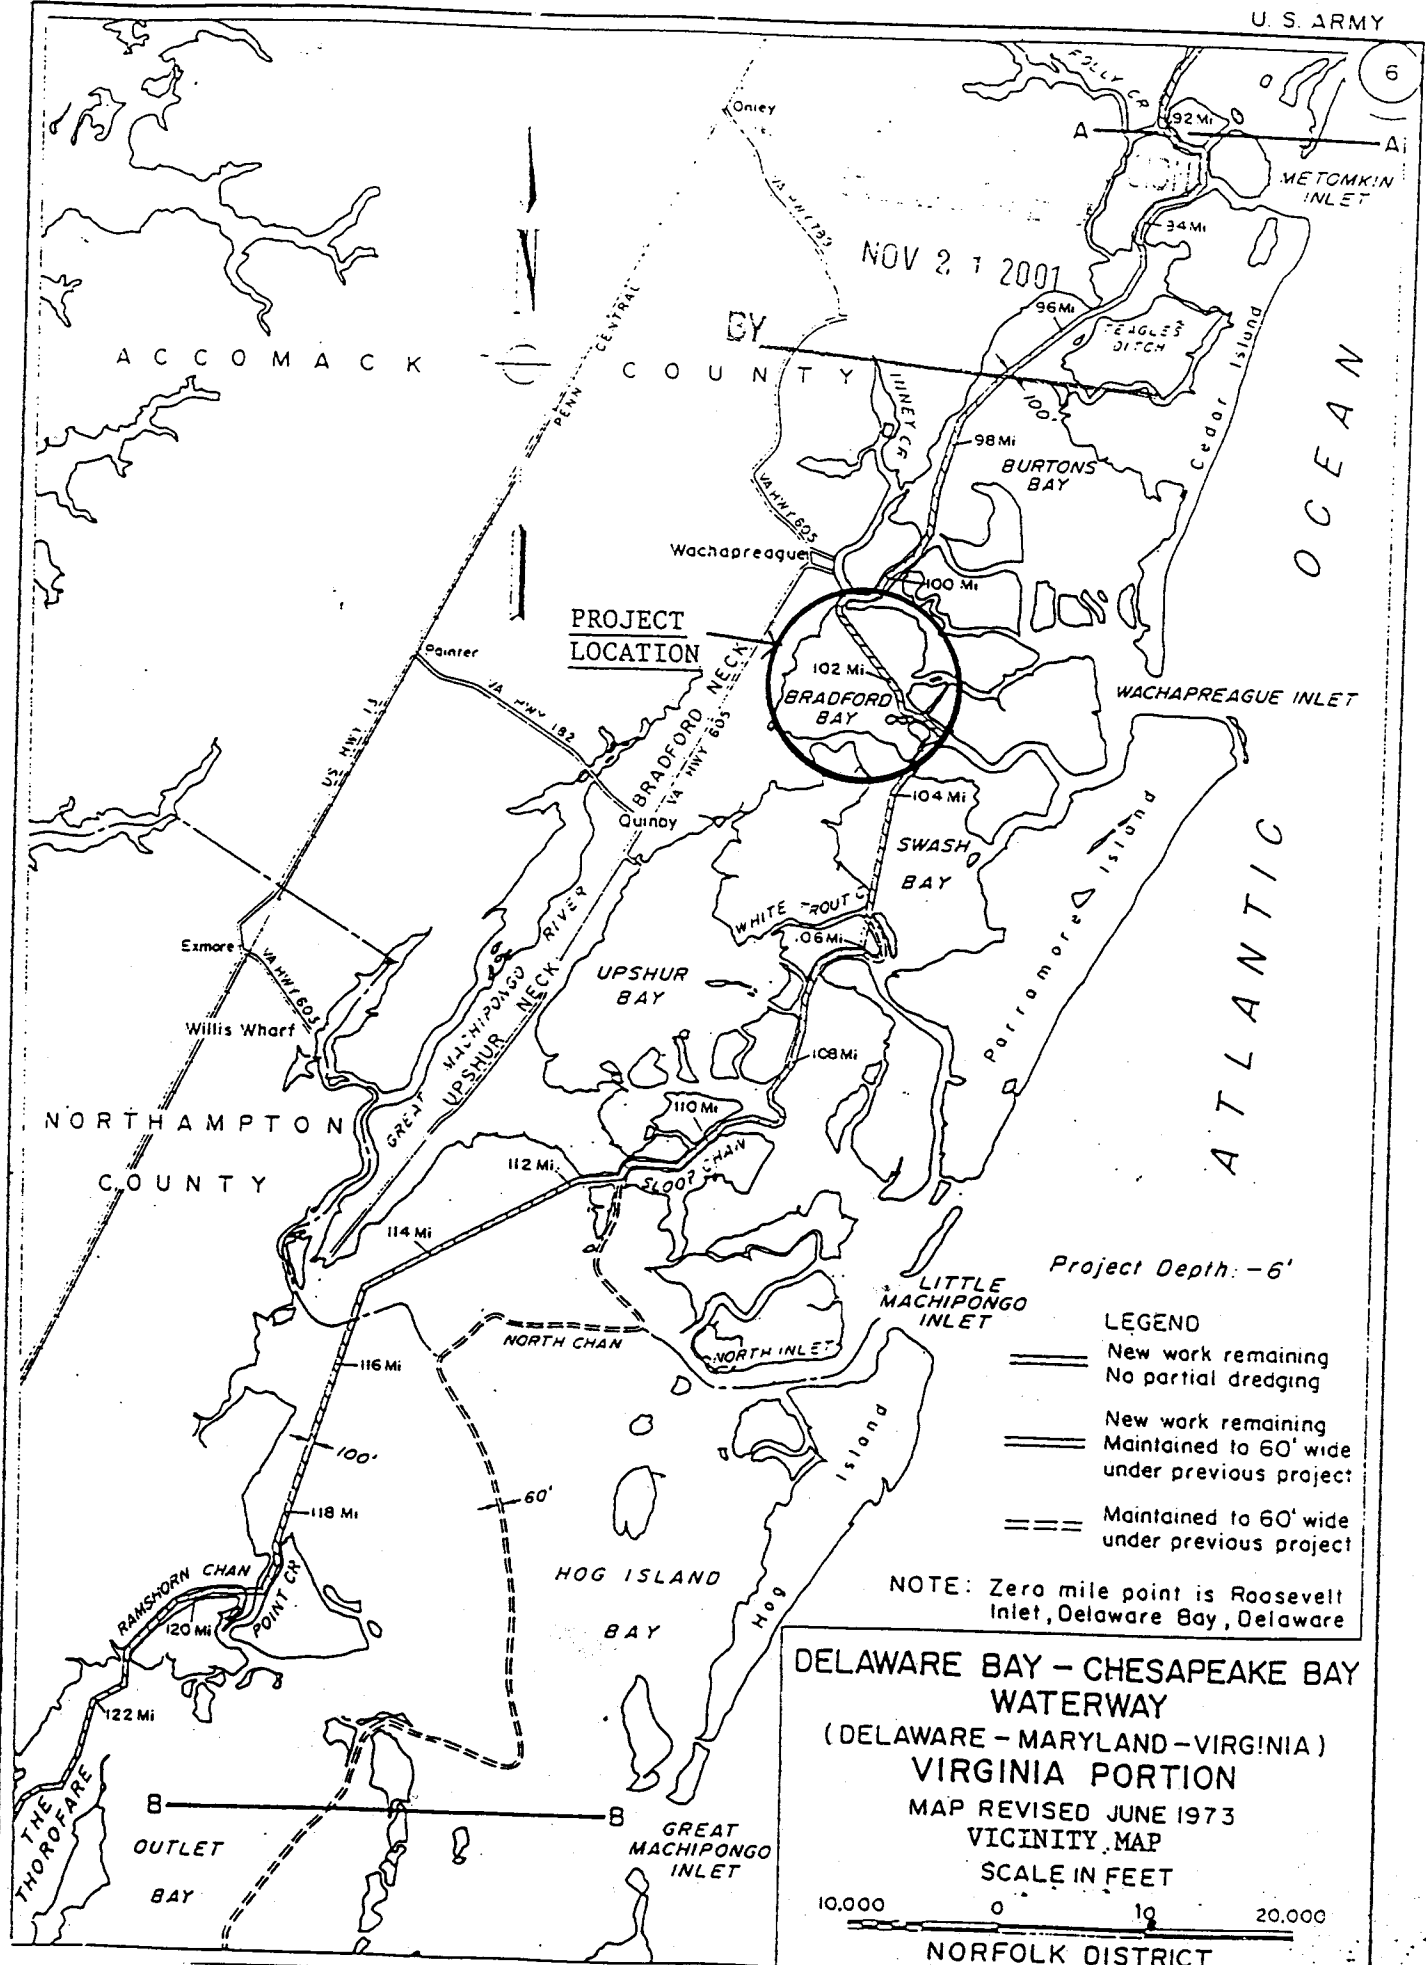 U. S. ARMY
6
FOLLY CR
Onley
92 Mi
A
A
METOMKIN
INLET
94 Mi
NOV 2 1 2001
96 Mi
BY
TEAGLES
DITCH
PENN CENTRAL
ACCOMACK COUNTY
100'
Cedar Island
98 Mi
BURTONS
BAY
VA HWY 605
Wachapreague
100 Mi
PROJECT
LOCATION
Painter
102 Mi
BRADFORD
BAY
WACHAPREAGUE INLET
VA HWY 182
US HWY 13
BRADFORD NECK
VA HWY 605
104 Mi
Quinby
SWASH
BAY
Parramore Island
ATLANTIC OCEAN
WHITE TROUT C
Exmore
VA HWY 605
106 Mi
UPSHUR
BAY
GREAT MACHIPONGO RIVER
UPSHUR NECK
Willis Wharf
108 Mi
110 Mi
NORTHAMPTON
COUNTY
112 Mi
SLOOP CHAN
114 Mi
Project Depth: -6'
LITTLE
MACHIPONGO
INLET
NORTH CHAN
NORTH INLET
116 Mi
LEGEND
New work remaining
No partial dredging
New work remaining
Maintained to 60' wide
under previous project
Maintained to 60' wide
under previous project
100'
60'
118 Mi
Hog Island
HOG ISLAND
BAY
RAMSHORN CHAN
POINT CR
120 Mi
NOTE: Zero mile point is Roosevelt
Inlet, Delaware Bay, Delaware
122 Mi
THE
THOROFARE
B
B
OUTLET
BAY
GREAT
MACHIPONGO
INLET
DELAWARE BAY - CHESAPEAKE BAY
WATERWAY
(DELAWARE - MARYLAND - VIRGINIA)
VIRGINIA PORTION
MAP REVISED JUNE 1973
VICINITY MAP
SCALE IN FEET
10,000 0 10 20,000
NORFOLK DISTRICT